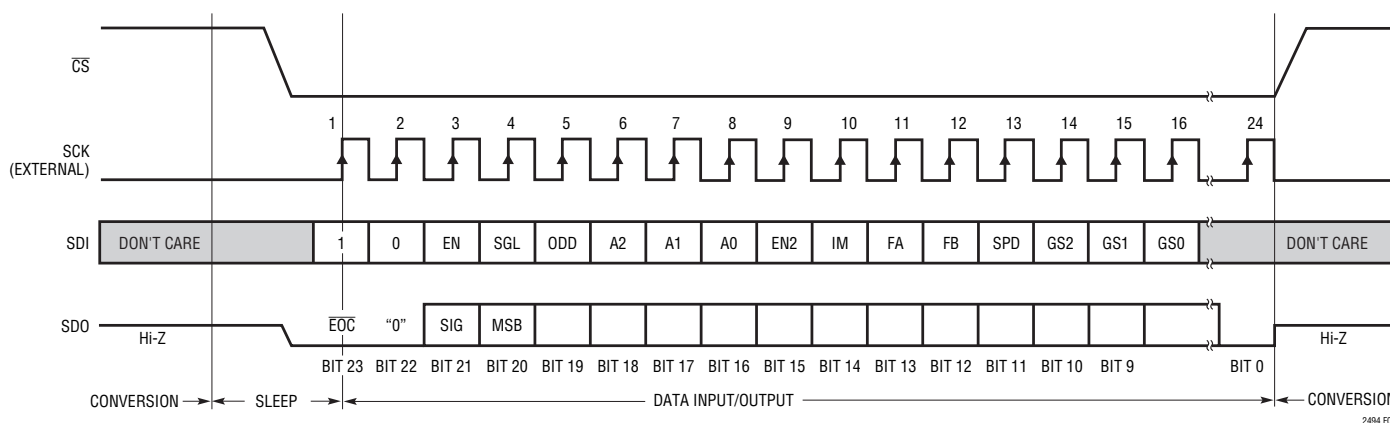 CS
1 2 3 4 5 6 7 8 9 10 11 12 13 14 15 16 24
SCK
(EXTERNAL)
SDI DON'T CARE 1 0 EN SGL ODD A2 A1 A0 EN2 IM FA FB SPD GS2 GS1 GS0 DON'T CARE
SDO Hi-Z EOC “0” SIG MSB Hi-Z
BIT 23 BIT 22 BIT 21 BIT 20 BIT 19 BIT 18 BIT 17 BIT 16 BIT 15 BIT 14 BIT 13 BIT 12 BIT 11 BIT 10 BIT 9 BIT 0
CONVERSION SLEEP DATA INPUT/OUTPUT CONVERSION
2494